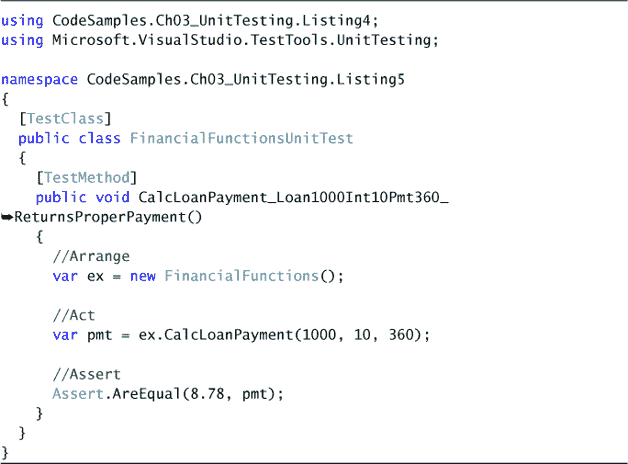 using CodeSamples.Ch03_UnitTesting.Listing4;
using Microsoft.VisualStudio.TestTools.UnitTesting;

namespace CodeSamples.Ch03_UnitTesting.Listing5
{
  [TestClass]
  public class FinancialFunctionsUnitTest
  {
    [TestMethod]
    public void CalcLoanPayment_Loan1000Int10Pmt360_
➥ReturnsProperPayment()
    {
      //Arrange
      var ex = new FinancialFunctions();

      //Act
      var pmt = ex.CalcLoanPayment(1000, 10, 360);

      //Assert
      Assert.AreEqual(8.78, pmt);
    }
  }
}